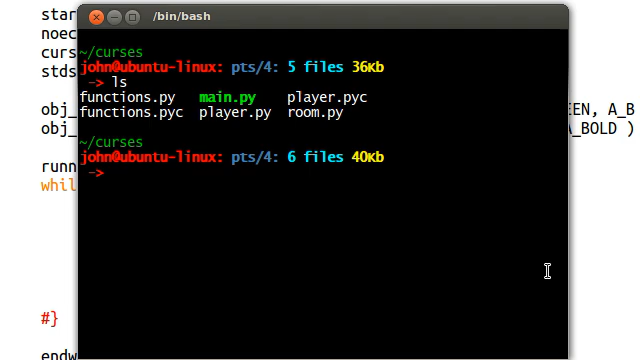 /bin/bash
star
noec
curs
stds
~/curses
john@ubuntu-linux: pts/4: 5 files 36Kb
-> ls
functions.py main.py player.pyc
functions.pyc player.py room.py
obj_ EEN, A_B
obj_ A_BOLD )
~/curses
john@ubuntu-linux: pts/4: 6 files 40Kb
->
runn
whil
#}
endw